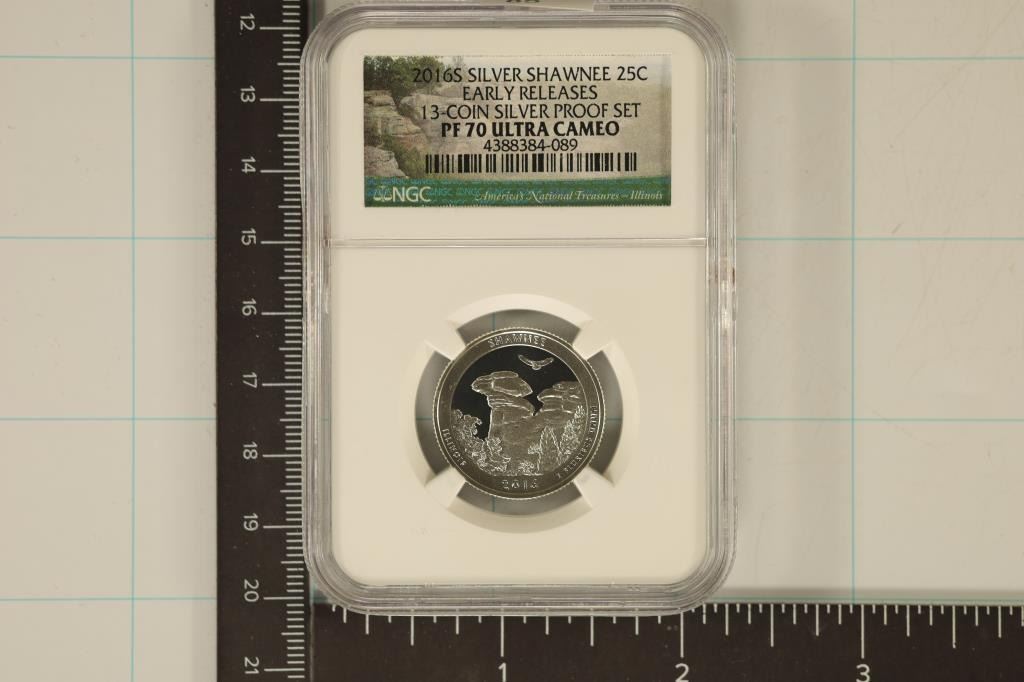 2016S SILVER SHAWNEE 25C
EARLY RELEASES
13-COIN SILVER PROOF SET
PF 70 ULTRA CAMEO
4388384-089
NGC
America's National Treasures - Illinois
SHAWNEE
ILLINOIS
E PLURIBUS UNUM
2016
12
13
14
15
16
17
18
19
20
21
1
2
3